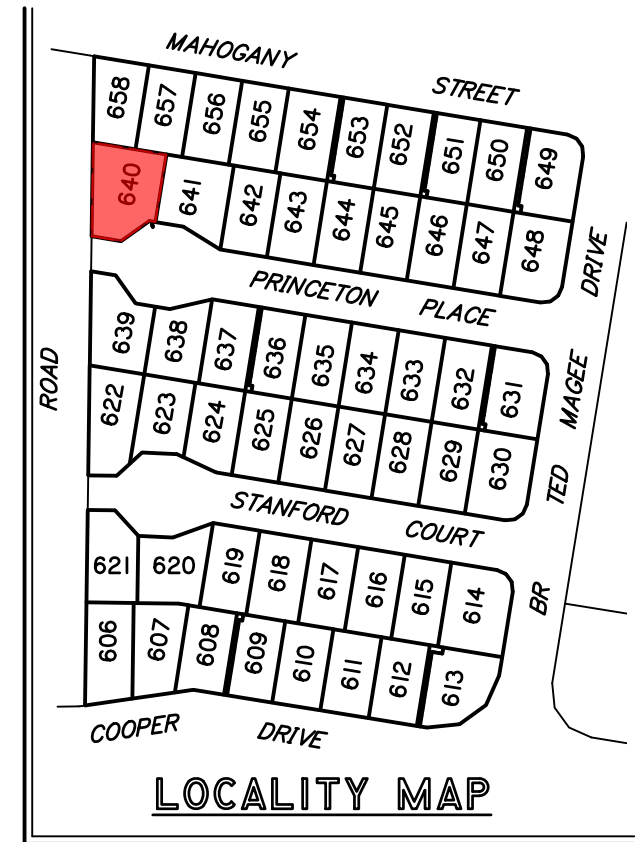 MAHOGANY STREET
658 657 656 655 654 653 652 651 650 649
640 641 642 643 644 645 646 647 648
PRINCETON PLACE
DRIVE
639 638 637 636 635 634 633 632 631
ROAD
MAGEE
622 623 624 625 626 627 628 629 630
TED
STANFORD COURT
621 620 619 618 617 616 615 614
BR
606 607 608 609 610 611 612 613
COOPER DRIVE
LOCALITY MAP